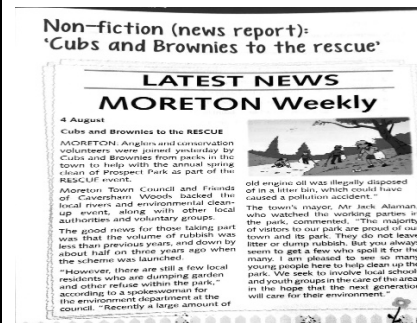 Non-fiction (news report):
'Cubs and Brownies to the rescue'
LATEST NEWS
MORETON Weekly
4 August
Cubs and Brownies to the RESCUE
MORETON. Anglers and conservation
volunteers were joined yesterday by
Cubs and Brownies from packs in the
town to help with the annual spring
clean of Prospect Park as part of the
RESCUE event.
Moreton Town Council and Friends
of Caversham Woods backed the
local rivers and environmental clean-
up event, along with other local
authorities and voluntary groups.
The good news for those taking part
was that the volume of rubbish was
less than previous years, and down by
about half on three years ago when
the scheme was launched.
"However, there are still a few local
residents who are dumping garden
and other refuse within the park,"
according to a spokeswoman for
the environment department at the
council. "Recently a large amount of
old engine oil was illegally disposed
of in a litter bin, which could have
caused a pollution accident."
The town's mayor, Mr Jack Alaman,
who watched the working parties in
the park, commented, "The majority
of visitors to our park are proud of our
town and its park. They do not leave
litter or dump rubbish. But you always
seem to get a few who spoil it for the
many. I am pleased to see so many
young people here to help clean up the
park. We seek to involve local schools
and youth groups in the care of the area
in the hope that the next generation
will care for their environment."